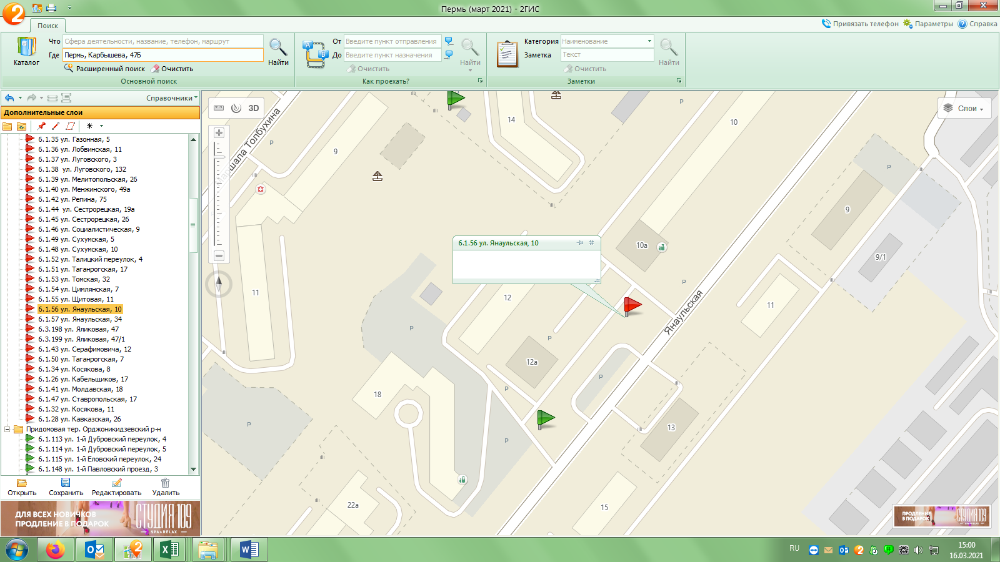 Пермь (март 2021) - 2ГИС
Поиск
Привязать телефон Параметры Справка
Каталог
Что Сфера деятельности, название, телефон, маршрут
Где Пермь, Карбышева, 47Б
Расширенный поиск Очистить
Найти
Основной поиск
От Введите пункт отправления
До Введите пункт назначения
Очистить
Найти
Как проехать?
Категория Наименование
Заметка Текст
Очистить
Найти
Заметки
Справочники
Дополнительные слои
6.1.35 ул. Газонная, 5
6.1.36 ул. Лобвинская, 11
6.1.37 ул. Луговского, 3
6.1.38 ул. Луговского, 132
6.1.39 ул. Мелитопольская, 26
6.1.40 ул. Менжинского, 49а
6.1.42 ул. Репина, 75
6.1.44 ул. Сестрорецкая, 19а
6.1.45 ул. Сестрорецкая, 26
6.1.46 ул. Социалистическая, 9
6.1.49 ул. Сухумская, 5
6.1.48 ул. Сухумская, 10
6.1.52 ул. Талицкий переулок, 4
6.1.51 ул. Таганрогская, 17
6.1.53 ул. Томская, 32
6.1.54 ул. Цимлянская, 7
6.1.55 ул. Щитовая, 11
6.1.56 ул. Янаульская, 10
6.1.57 ул. Янаульская, 34
6.3.198 ул. Яликовая, 47
6.3.199 ул. Яликовая, 47/1
6.1.43 ул. Серафимовича, 12
6.1.50 ул. Таганрогская, 7
6.1.34 ул. Косякова, 8
6.1.26 ул. Кабельщиков, 17
6.1.41 ул. Молдавская, 18
6.1.47 ул. Ставропольская, 17
6.1.32 ул. Косякова, 11
6.1.28 ул. Кавказская, 26
Придомовая тер. Орджоникидзевский р-н
6.1.113 ул. 1-й Дубровский переулок, 4
6.1.114 ул. 1-й Дубровский переулок, 5
6.1.115 ул. 1-й Еловский переулок, 24
6.1.148 ул. 1-й Павловский проезд, 3
Открыть Сохранить Редактировать Удалить
ДЛЯ ВСЕХ НОВИЧКОВ
ПРОДЛЕНИЕ В ПОДАРОК
СТУДИЯ 109
SPA & RELAX
3D
Слои
аршала Толбухина
14
P
10
9
P
P
9
10а
9/1
6.1.56 ул. Янаульская, 10
P
11
12
11
Янаульская
P
P
12а
P
P
18
P
13
P
22а
15
ПРОДЛЕНИЕ
В ПОДАРОК
СТУДИЯ 109
RU
15:00
16.03.2021